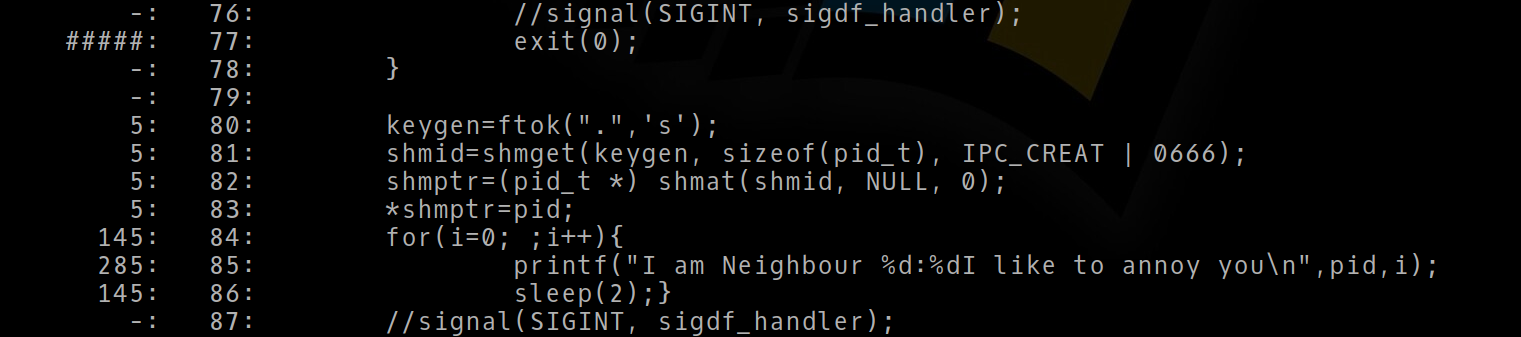 -: 76: //signal(SIGINT, sigdf_handler);
#####: 77: exit(0);
-: 78: }
-: 79:
5: 80: keygen=ftok(".",'s');
5: 81: shmid=shmget(keygen, sizeof(pid_t), IPC_CREAT | 0666);
5: 82: shmptr=(pid_t *) shmat(shmid, NULL, 0);
5: 83: *shmptr=pid;
145: 84: for(i=0; ;i++){
285: 85: printf("I am Neighbour %d:%dI like to annoy you\n",pid,i);
145: 86: sleep(2);}
-: 87: //signal(SIGINT, sigdf_handler);